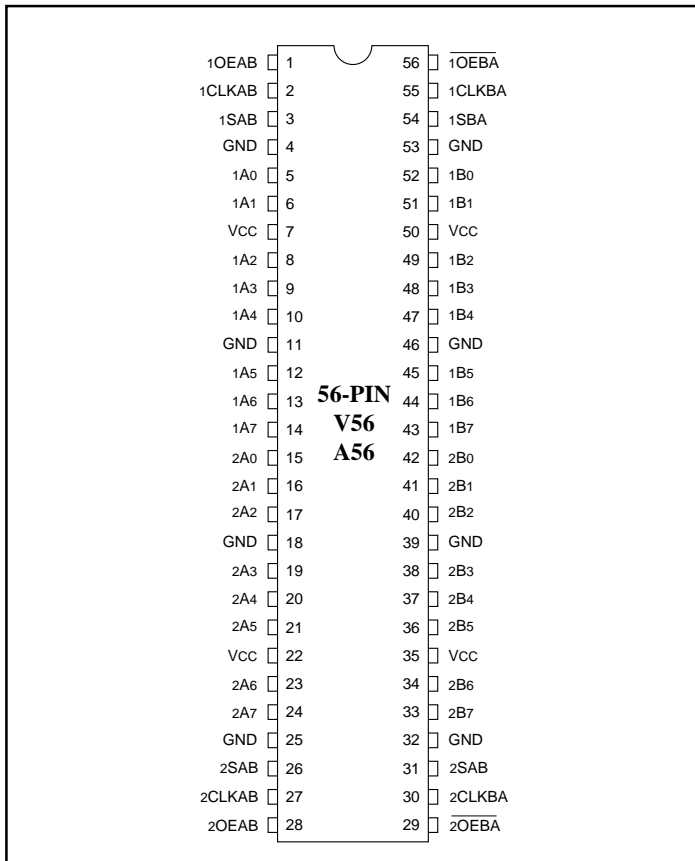 1OEAB 1 56 1OEBA
1CLKAB 2 55 1CLKBA
1SAB 3 54 1SBA
GND 4 53 GND
1A0 5 52 1B0
1A1 6 51 1B1
VCC 7 50 VCC
1A2 8 49 1B2
1A3 9 48 1B3
1A4 10 47 1B4
GND 11 46 GND
1A5 12 45 1B5
56-PIN
1A6 13 44 1B6
V56
1A7 14 43 1B7
A56
2A0 15 42 2B0
2A1 16 41 2B1
2A2 17 40 2B2
GND 18 39 GND
2A3 19 38 2B3
2A4 20 37 2B4
2A5 21 36 2B5
VCC 22 35 VCC
2A6 23 34 2B6
2A7 24 33 2B7
GND 25 32 GND
2SAB 26 31 2SAB
2CLKAB 27 30 2CLKBA
2OEAB 28 29 2OEBA